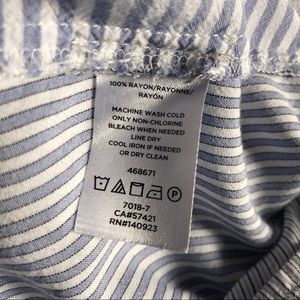 100% RAYON/RAYONNE/
RAYÓN
MACHINE WASH COLD
ONLY NON-CHLORINE
BLEACH WHEN NEEDED
LINE DRY
COOL IRON IF NEEDED
OR DRY CLEAN
468671
P
7018-7
CA#57421
RN#140923